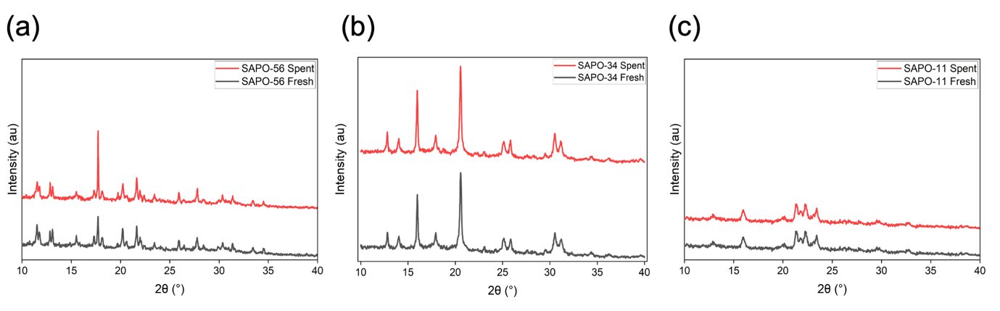 (a)
(b)
(c)
SAPO-56 Spent
SAPO-56 Fresh
Intensity (au)
10 15 20 25 30 35 40
2θ (°)
SAPO-34 Spent
SAPO-34 Fresh
Intensity (au)
10 15 20 25 30 35 40
2θ (°)
SAPO-11 Spent
SAPO-11 Fresh
Intensity (au)
10 15 20 25 30 35 40
2θ (°)